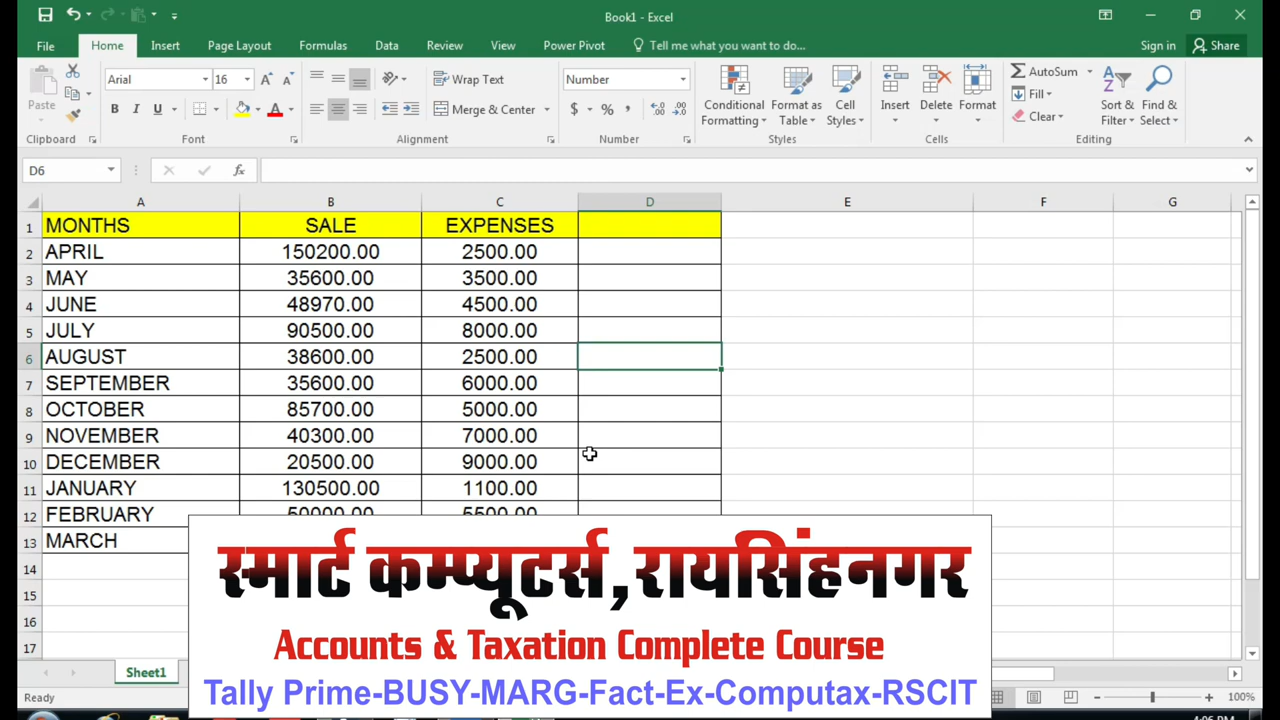 Book1 - Excel
File Home Insert Page Layout Formulas Data Review View Power Pivot Tell me what you want to do... Sign in Share
Paste
Clipboard
Arial 16
B I U
Font
Wrap Text
Merge & Center
Alignment
Number
$ %
Number
Conditional Formatting
Format as Table
Cell Styles
Styles
Insert Delete Format
Cells
AutoSum
Fill
Clear
Sort & Filter
Find & Select
Editing
D6 fx
A B C D E F G
1 MONTHS SALE EXPENSES
2 APRIL 150200.00 2500.00
3 MAY 35600.00 3500.00
4 JUNE 48970.00 4500.00
5 JULY 90500.00 8000.00
6 AUGUST 38600.00 2500.00
7 SEPTEMBER 35600.00 6000.00
8 OCTOBER 85700.00 5000.00
9 NOVEMBER 40300.00 7000.00
10 DECEMBER 20500.00 9000.00
11 JANUARY 130500.00 1100.00
12 FEBRUARY 50000.00 5500.00
13 MARCH
14
15
16
17
स्मार्ट कम्प्यूटर्स,रायसिंहनगर
Accounts & Taxation Complete Course
Tally Prime-BUSY-MARG-Fact-Ex-Computax-RSCIT
Sheet1
Ready 100%